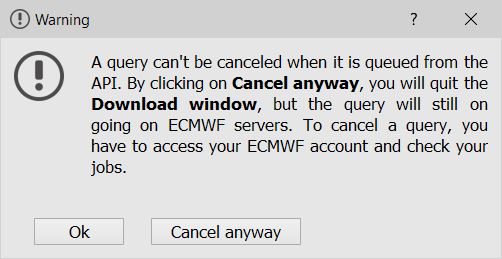 Warning
?
A query can't be canceled when it is queued from the
API. By clicking on Cancel anyway, you will quit the
Download window, but the query will still on
going on ECMWF servers. To cancel a query, you
have to access your ECMWF account and check your
jobs.
Ok
Cancel anyway